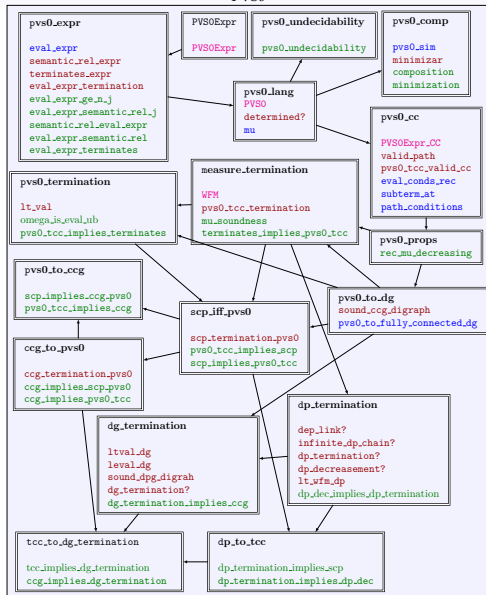 pvs0_expr
eval_expr
semantic_rel_expr
terminates_expr
eval_expr_termination
eval_expr_ge_n_j
eval_expr_semantic_rel_j
semantic_rel_eval_expr
eval_expr_semantic_rel
eval_expr_terminates
PVS0Expr
PVS0Expr
pvs0_undecidability
pvs0_undecidability
pvs0_comp
pvs0_sim
minimizar
composition
minimization
pvs0_lang
PVS0
determined?
mu
pvs0_cc
PVS0Expr_CC
valid_path
pvs0_tcc_valid_cc
eval_conds_rec
subterm_at
path_conditions
pvs0_termination
lt_val
omega_is_eval_ub
pvs0_tcc_implies_terminates
measure_termination
WFM
pvs0_tcc_termination
mu_soundness
terminates_implies_pvs0_tcc
pvs0_props
rec_mu_decreasing
pvs0_to_ccg
scp_implies_ccg_pvs0
pvs0_tcc_implies_ccg
scp_iff_pvs0
scp_termination_pvs0
pvs0_tcc_implies_scp
scp_implies_pvs0_tcc
pvs0_to_dg
sound_ccg_digraph
pvs0_to_fully_connected_dg
ccg_to_pvs0
ccg_termination_pvs0
ccg_implies_scp_pvs0
ccg_implies_pvs0_tcc
dg_termination
ltval_dg
leval_dg
sound_dpg_digrah
dg_termination?
dg_termination_implies_ccg
dp_termination
dep_link?
infinite_dp_chain?
dp_termination?
dp_decreasement?
lt_wfm_dp
dp_dec_implies_dp_termination
tcc_to_dg_termination
tcc_implies_dg_termination
ccg_implies_dg_termination
dp_to_tcc
dp_termination_implies_scp
dp_termination_implies_dp_dec